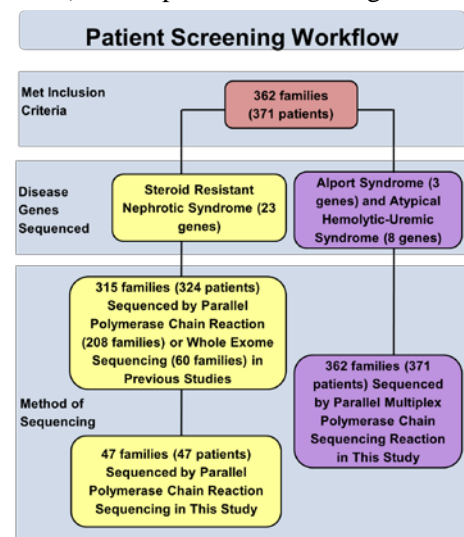 Patient Screening Workflow
Met Inclusion
Criteria
362 families
(371 patients)
Disease
Genes
Sequenced
Steroid Resistant
Nephrotic Syndrome (23
genes)
Alport Syndrome (3
genes) and Atypical
Hemolytic-Uremic
Syndrome (8 genes)
Method of
Sequencing
315 families (324 patients)
Sequenced by Parallel
Polymerase Chain Reaction
(208 families) or Whole Exome
Sequencing (60 families) in
Previous Studies
362 families (371
patients) Sequenced
by Parallel Multiplex
Polymerase Chain
Sequencing Reaction
in This Study
47 families (47 patients)
Sequenced by Parallel
Polymerase Chain Reaction
Sequencing in This Study